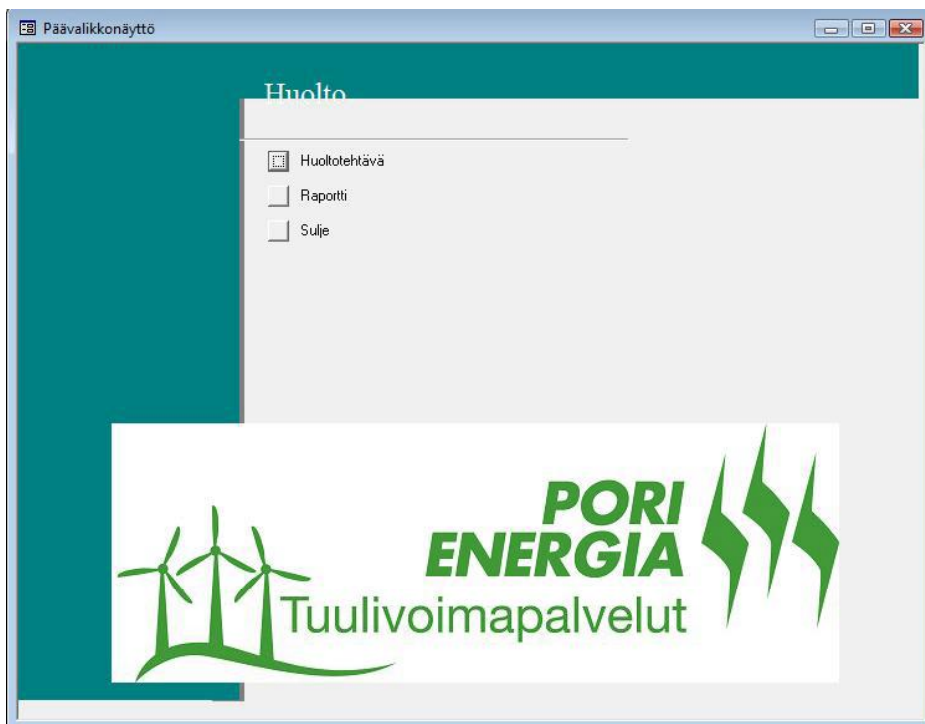 Päävalikkonäyttö
Huolto
Huoltotehtävä
Raportti
Sulje
PORI
ENERGIA
Tuulivoimapalvelut